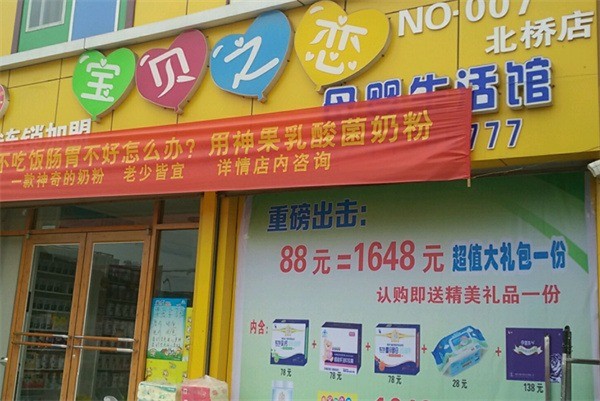 宝贝之恋
NO·007
北桥店
母婴生活馆
连锁加盟
777
不吃饭肠胃不好怎么办？用神果乳酸菌奶粉
一款神奇的奶粉 老少皆宜 详情店内咨询
重磅出击：
88元=1648元 超值大礼包一份
认购即送精美礼品一份
内含：
+ + + +
78元 78元 78元 28元 138元